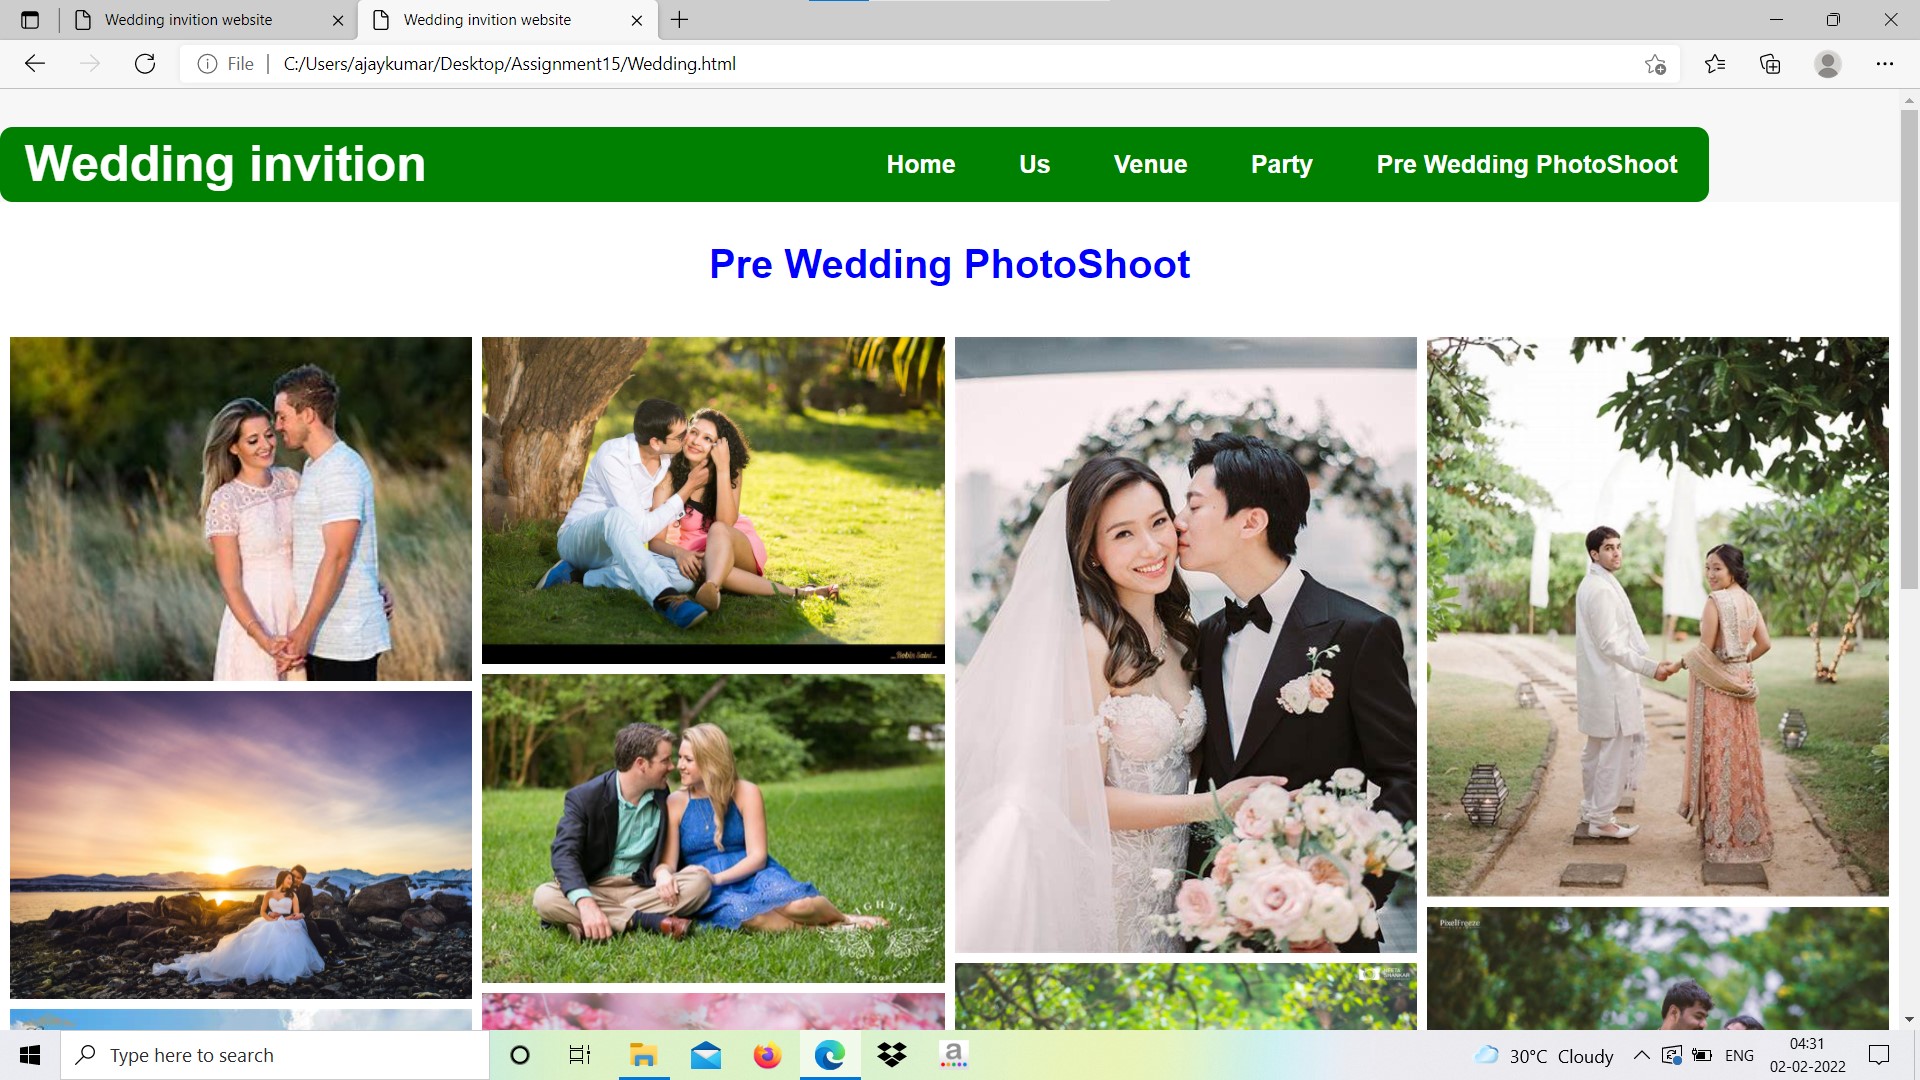 Wedding invition website
Wedding invition website
File
C:/Users/ajaykumar/Desktop/Assignment15/Wedding.html
Wedding invition
Home
Us
Venue
Party
Pre Wedding PhotoShoot
Pre Wedding PhotoShoot
PixelFreeze
Type here to search
a
30°C Cloudy
ENG
04:31
02-02-2022